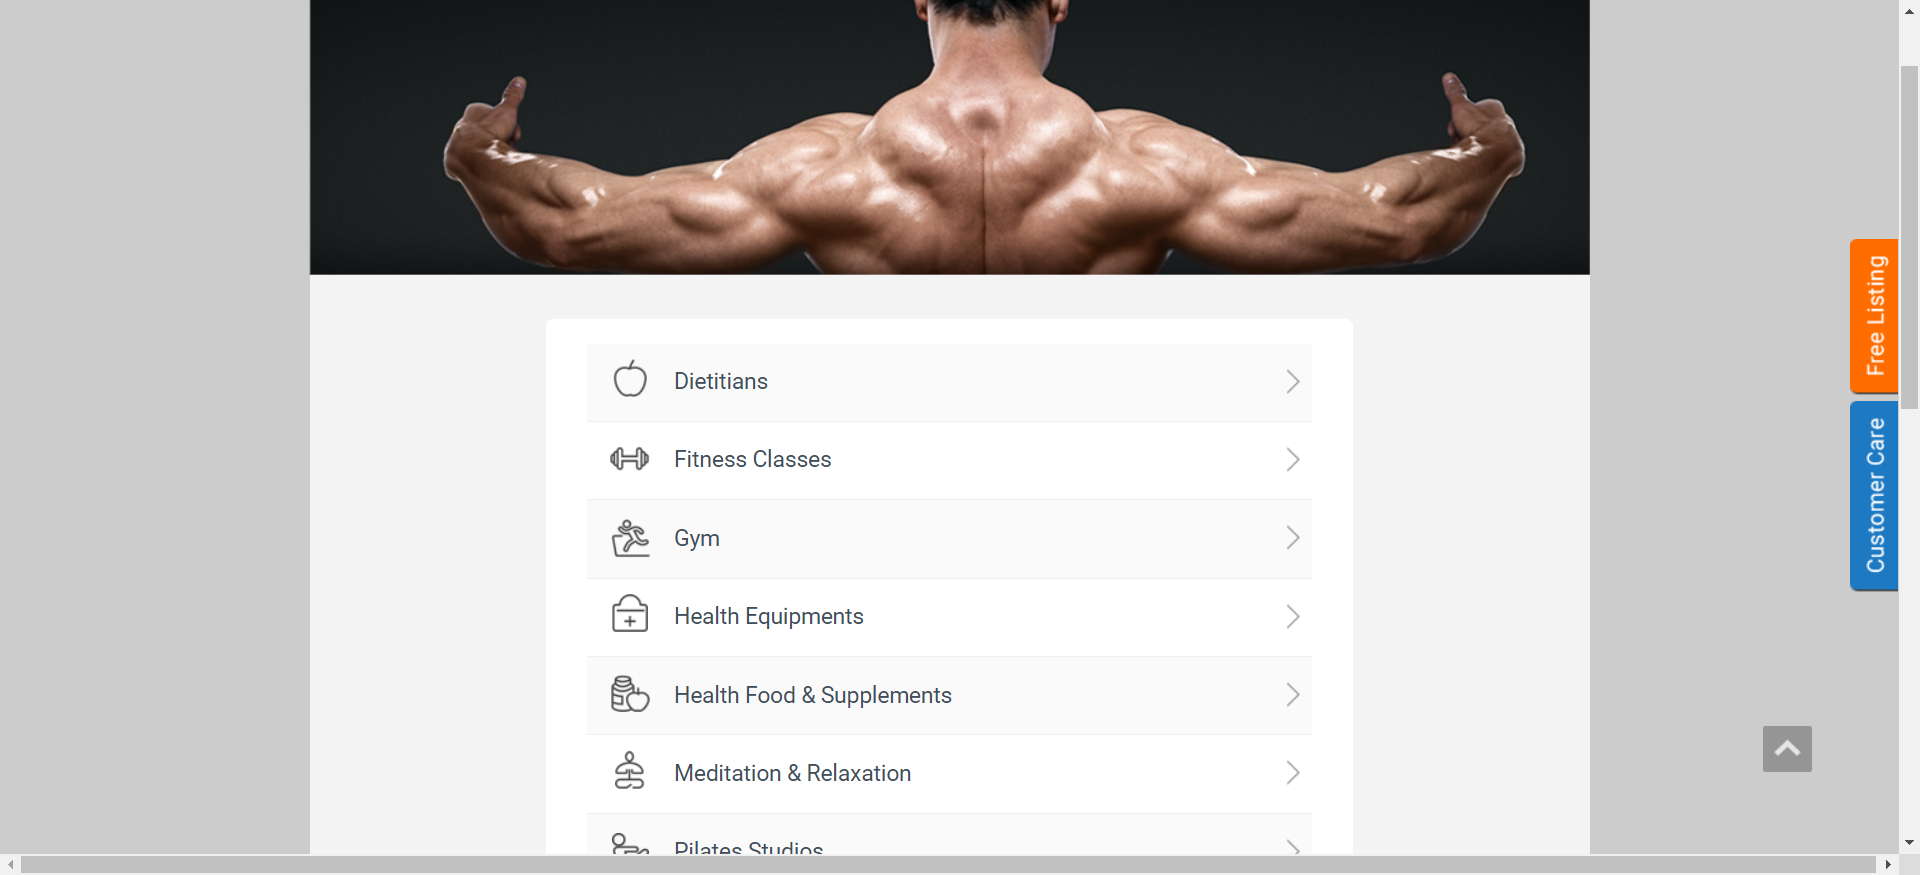 Dietitians
Fitness Classes
Gym
Health Equipments
Health Food & Supplements
Meditation & Relaxation
Pilates Studios
Free Listing
Customer Care